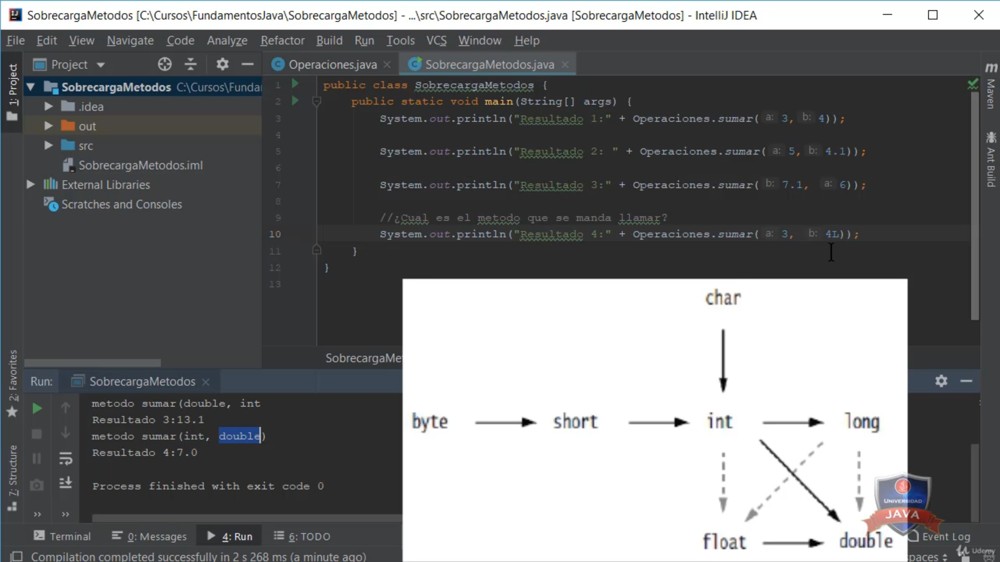 SobrecargaMetodos [C:\Cursos\FundamentosJava\SobrecargaMetodos] - ...\src\SobrecargaMetodos.java [SobrecargaMetodos] - IntelliJ IDEA
File Edit View Navigate Code Analyze Refactor Build Run Tools VCS Window Help
Project
Operaciones.java
SobrecargaMetodos.java
1: Project
SobrecargaMetodos C:\Cursos\Funda
.idea
out
src
SobrecargaMetodos.iml
External Libraries
Scratches and Consoles
1 public class SobrecargaMetodos {
2 public static void main(String[] args) {
3 System.out.println("Resultado 1:" + Operaciones.sumar( a: 3, b: 4));
4
5 System.out.println("Resultado 2: " + Operaciones.sumar( a: 5, b: 4.1));
6
7 System.out.println("Resultado 3:" + Operaciones.sumar( b: 7.1, a: 6));
8
9 //¿Cual es el metodo que se manda llamar?
10 System.out.println("Resultado 4:" + Operaciones.sumar( a: 3, b: 4L));
11 }
12 }
13
m
Maven
Ant Build
SobrecargaMe
2: Favorites
7: Structure
Run: SobrecargaMetodos
metodo sumar(double, int
Resultado 3:13.1
metodo sumar(int, double)
Resultado 4:7.0
Process finished with exit code 0
char
byte short int long
float double
UNIVERSIDAD
JAVA
Terminal 0: Messages 4: Run 6: TODO
Event Log
Compilation completed successfully in 2 s 268 ms (a minute ago)
spaces
Udemy